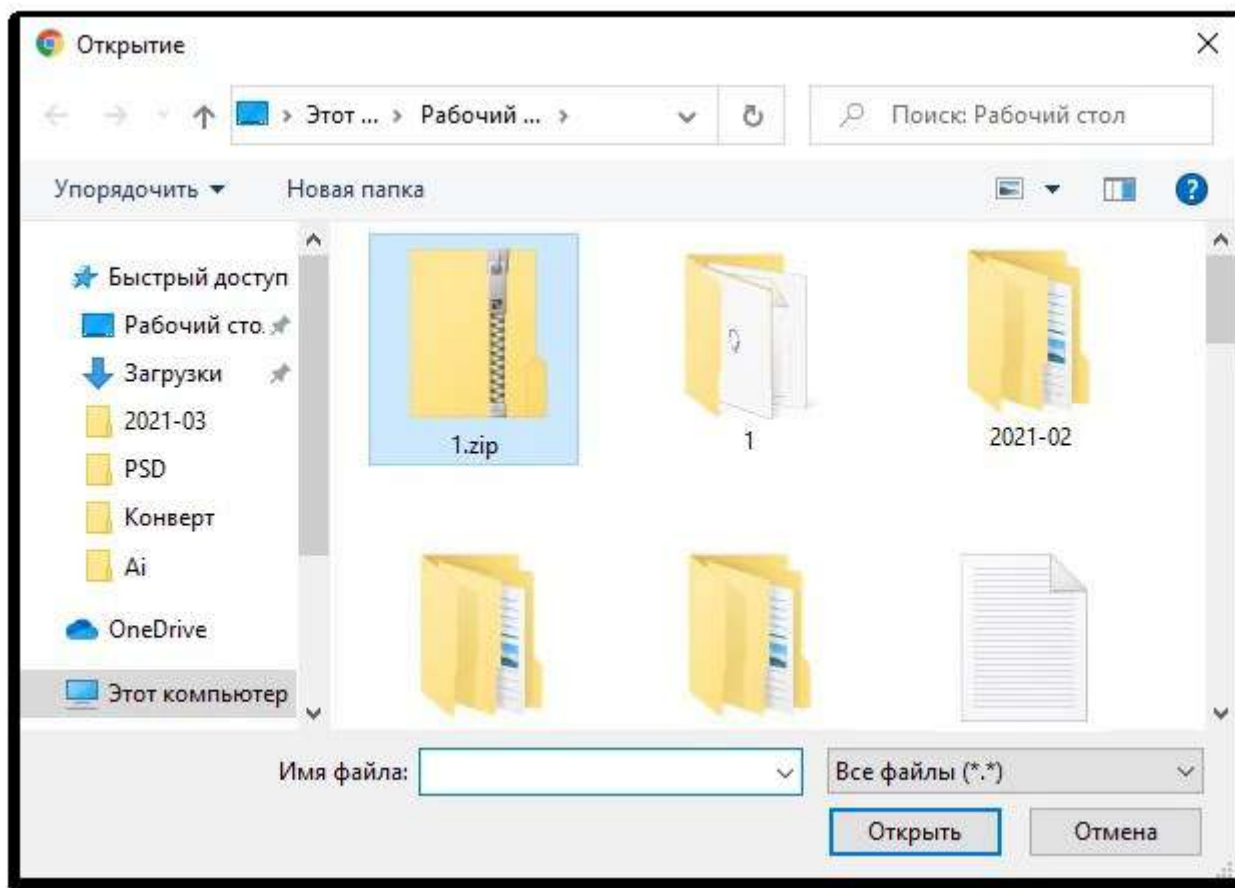 Открытие
Этот ... › Рабочий ... ›
Поиск: Рабочий стол
Упорядочить
Новая папка
Быстрый доступ
Рабочий сто.
Загрузки
2021-03
PSD
Конверт
Ai
OneDrive
Этот компьютер
1.zip
1
2021-02
Имя файла:
Все файлы (*.*)
Открыть
Отмена